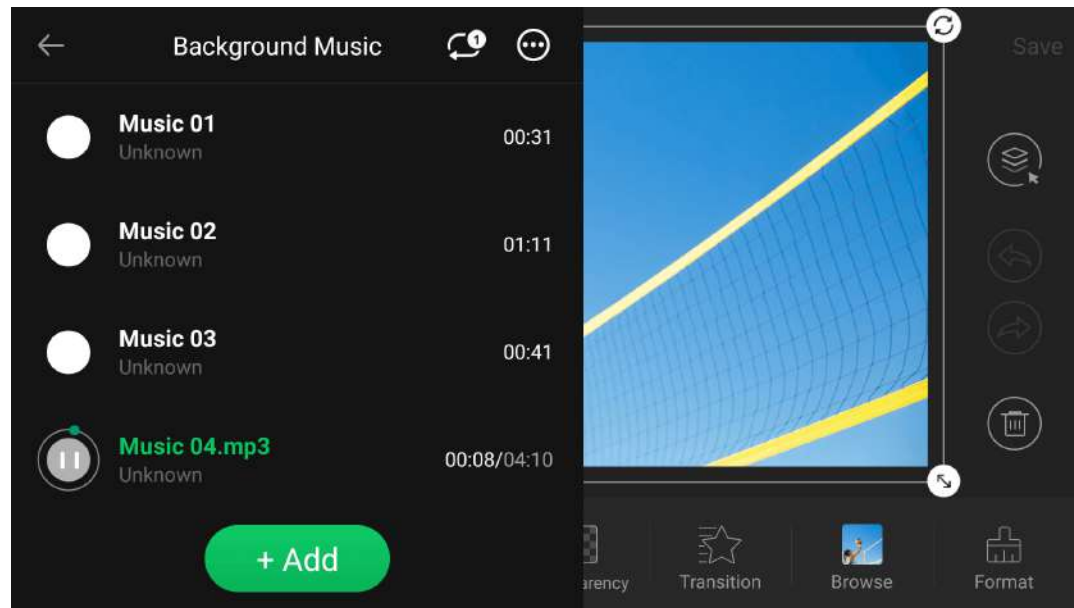 Background Music
1
Save
Music 01
Unknown
00:31
Music 02
Unknown
01:11
Music 03
Unknown
00:41
Music 04.mp3
Unknown
00:08/04:10
+ Add
arency
Transition
Browse
Format